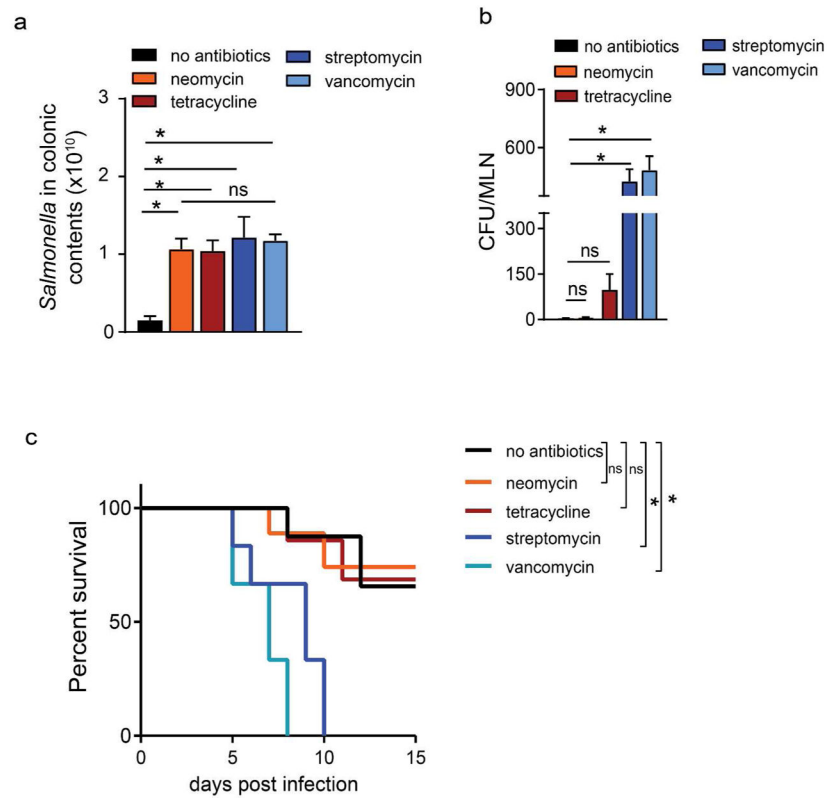 a
no antibiotics
streptomycin
neomycin
vancomycin
tetracycline
Salmonella in colonic
contents (x10¹⁰)
3
2
1
0
*
*
*
*
ns
b
no antibiotics
streptomycin
neomycin
vancomycin
tretracycline
CFU/MLN
900
600
300
150
0
*
*
ns
ns
c
no antibiotics
neomycin
tetracycline
streptomycin
vancomycin
ns
ns
*
*
Percent survival
100
50
0
0 5 10 15
days post infection